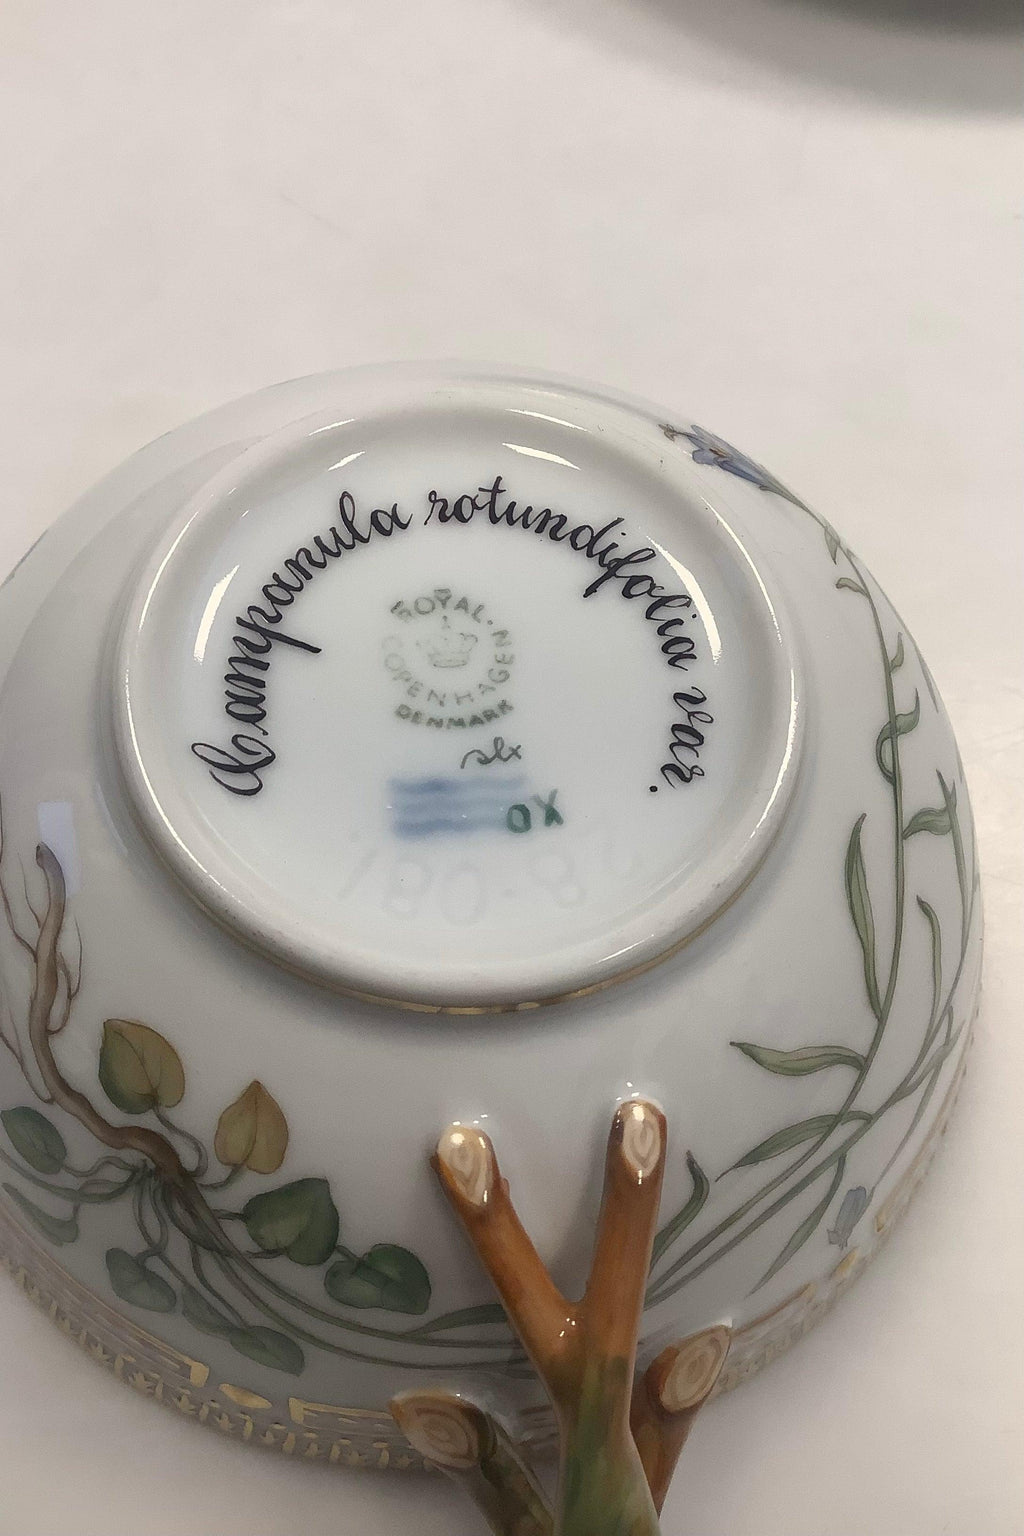 Campanula rotundifolia var.
ROYAL
COPENHAGEN
DENMARK
OX